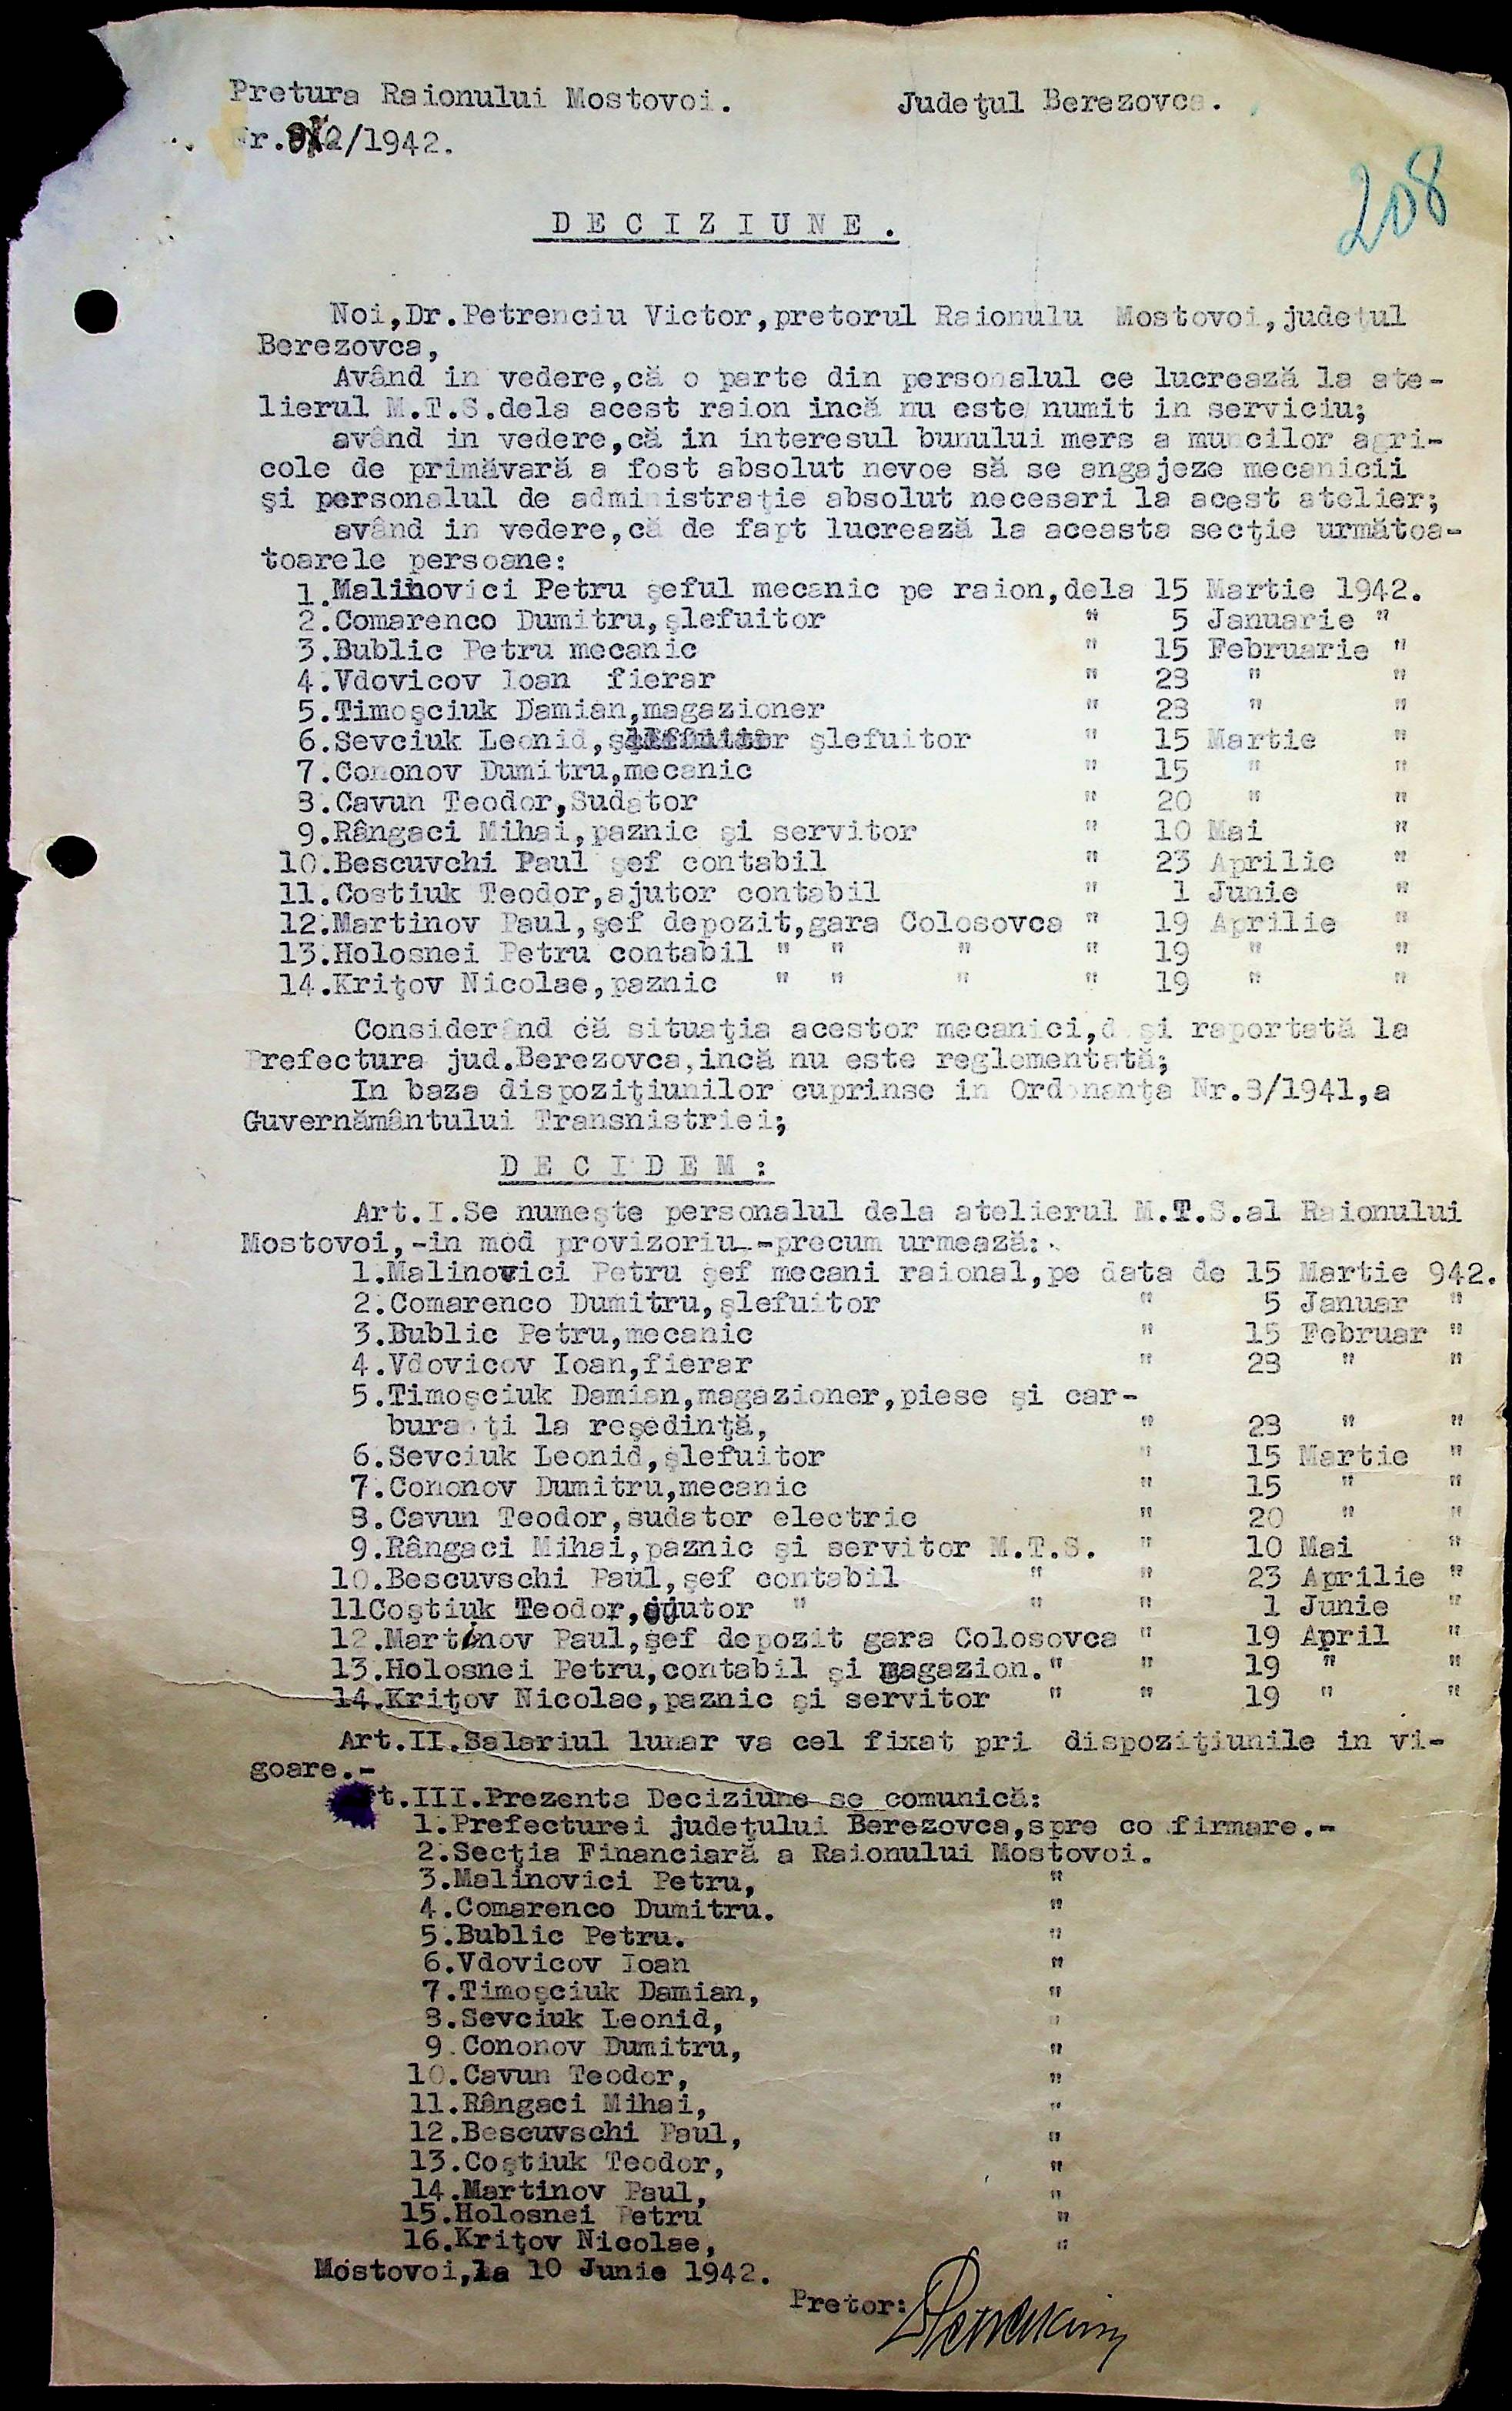 Pretura Raionului Mostovoi. Judeţul Berezovca.
Nr. /1942.
208
D E C I Z I U N E .
Noi,Dr.Petrenciu Victor,pretorul Raionulu Mostovoi,judeţul
Berezovca,
Având in vedere,că o parte din personalul ce lucrează la ate-
lierul M.T.S.dela acest raion incă nu este numit in serviciu;
având in vedere,că in interesul bunului mers a muncilor agri-
cole de primăvară a fost absolut nevoe să se angajeze mecanicii
şi personalul de administraţie absolut necesari la acest atelier;
având in vedere,că de fapt lucrează la aceasta secţie următoa-
toarele persoane:
1.Malinovici Petru şeful mecanic pe raion,dela 15 Martie 1942.
2.Comarenco Dumitru,şlefuitor " 5 Januarie "
3.Bublic Petru mecanic " 15 Februarie "
4.Vdovicov Ioan fierar " 28 " "
5.Timoşciuk Damian,magazioner " 28 " "
6.Sevciuk Leonid, şlefuitor " 15 Martie "
7.Cononov Dumitru,mecanic " 15 " "
8.Cavun Teodor,Sudator " 20 " "
9.Rângaci Mihai,paznic şi servitor " 10 Mai "
10.Bescuvchi Paul şef contabil " 23 Aprilie "
11.Costiuk Teodor,ajutor contabil " 1 Junie "
12.Martinov Paul,şef depozit,gara Colosovca " 19 Aprilie "
13.Holosnei Petru contabil " " " " 19 " "
14.Kriţov Nicolae,paznic " " " " 19 " "
Considerând că situaţia acestor mecanici,deşi raportată la
Prefectura jud.Berezovca,incă nu este reglementată;
In baza dispoziţiunilor cuprinse in Ordonanţa Nr.8/1941,a
Guvernământului Transnistriei;
D E C I D E M :
Art.I.Se numeşte personalul dela atelierul M.T.S.al Raionului
Mostovoi,-in mod provizoriu,-precum urmează:
1.Malinovici Petru şef mecani raional,pe data de 15 Martie 942.
2.Comarenco Dumitru,şlefuitor " 5 Januar "
3.Bublic Petru,mecanic " 15 Februar "
4.Vdovicov Ioan,fierar " 28 " "
5.Timoşciuk Damian,magazioner,piese şi car-
buranţi la reşedinţă, " 28 " "
6.Sevciuk Leonid,şlefuitor " 15 Martie "
7.Cononov Dumitru,mecanic " 15 " "
8.Cavun Teodor,sudator electric " 20 " "
9.Rângaci Mihai,paznic şi servitor M.T.S. " 10 Mai "
10.Bescuvschi Paul,şef contabil " " 23 Aprilie "
11Coştiuk Teodor,ajutor " " " 1 Junie "
12.Martinov Paul,şef depozit gara Colosovca " 19 April "
13.Holosnei Petru,contabil şi magazion." " 19 " "
14.Kriţov Nicolae,paznic şi servitor " " 19 " "
Art.II.Salariul lunar va cel fixat pri dispoziţiunile in vi-
goare.-
Art.III.Prezenta Deciziune se comunică:
1.Prefecturei judeţului Berezovca,spre confirmare.-
2.Secţia Financiară a Raionului Mostovoi.
3.Malinovici Petru, "
4.Comarenco Dumitru. "
5.Bublic Petru. "
6.Vdovicov Ioan "
7.Timoşciuk Damian, "
8.Sevciuk Leonid, "
9.Cononov Dumitru, "
10.Cavun Teodor, "
11.Rângaci Mihai, "
12.Bescuvschi Paul, "
13.Coştiuk Teodor, "
14.Martinov Paul, "
15.Holosnei Petru "
16.Kriţov Nicolae, "
Mostovoi,la 10 Junie 1942.
Pretor: